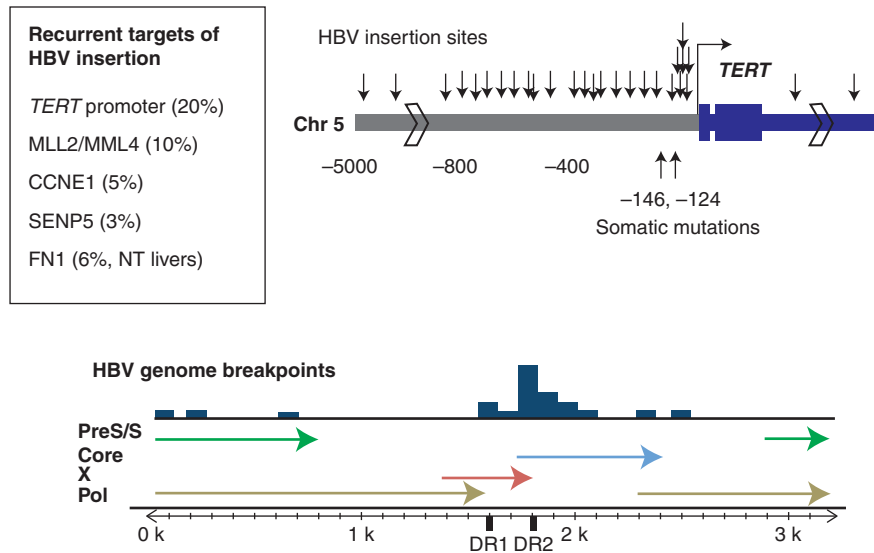 Recurrent targets of
HBV insertion
TERT promoter (20%)
MLL2/MML4 (10%)
CCNE1 (5%)
SENP5 (3%)
FN1 (6%, NT livers)
HBV insertion sites
TERT
Chr 5
–5000 –800 –400
–146, –124
Somatic mutations
HBV genome breakpoints
PreS/S
Core
X
Pol
0 k 1 k 2 k 3 k
DR1 DR2